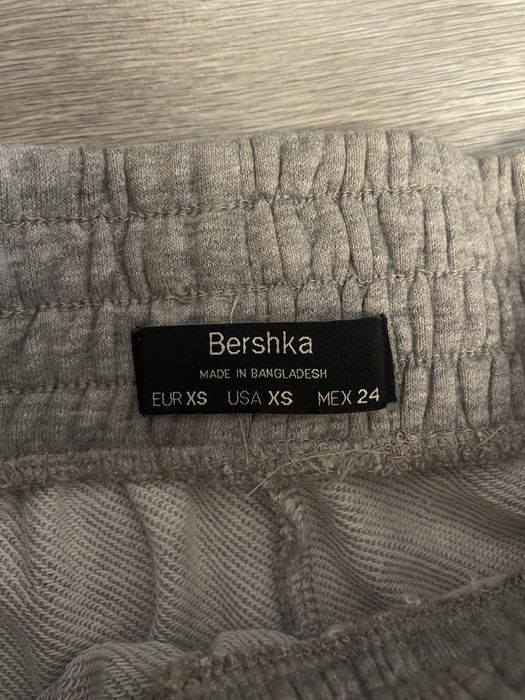 Bershka
MADE IN BANGLADESH
EUR XS USA XS MEX 24